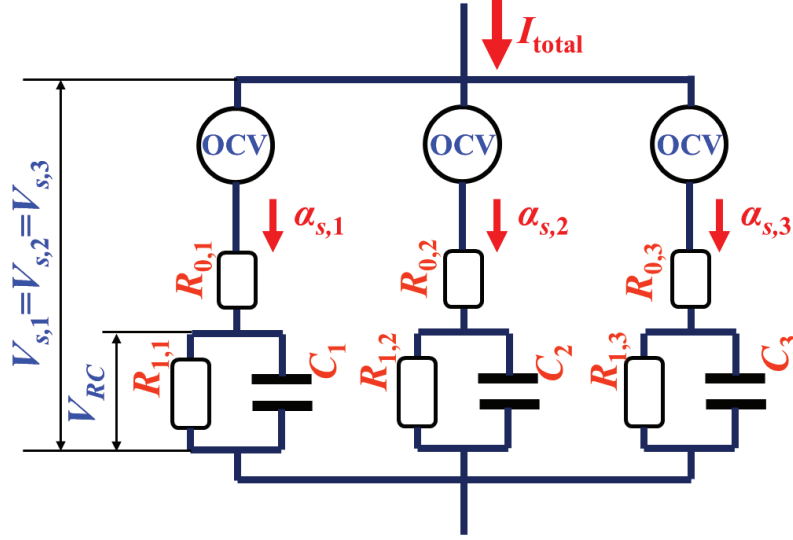 I_total
OCV
OCV
OCV
α_s,1
α_s,2
α_s,3
V_s,1=V_s,2=V_s,3
R_0,1
R_0,2
R_0,3
V_RC
R_1,1
C_1
R_1,2
C_2
R_1,3
C_3